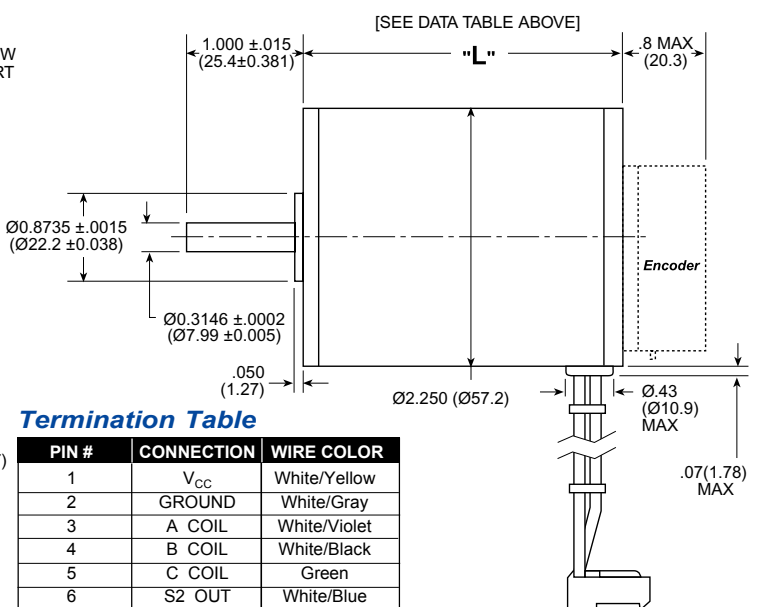 [SEE DATA TABLE ABOVE]
W
RT
1.000 ±.015
(25.4±0.381)
"L"
.8 MAX
(20.3)
Ø0.8735 ±.0015
(Ø22.2 ±0.038)
Encoder
Ø0.3146 ±.0002
(Ø7.99 ±0.005)
.050
(1.27)
Ø2.250 (Ø57.2)
Ø.43
(Ø10.9)
MAX
.07(1.78)
MAX
Termination Table
)
PIN # CONNECTION WIRE COLOR
1 VCC White/Yellow
2 GROUND White/Gray
3 A COIL White/Violet
4 B COIL White/Black
5 C COIL Green
6 S2 OUT White/Blue